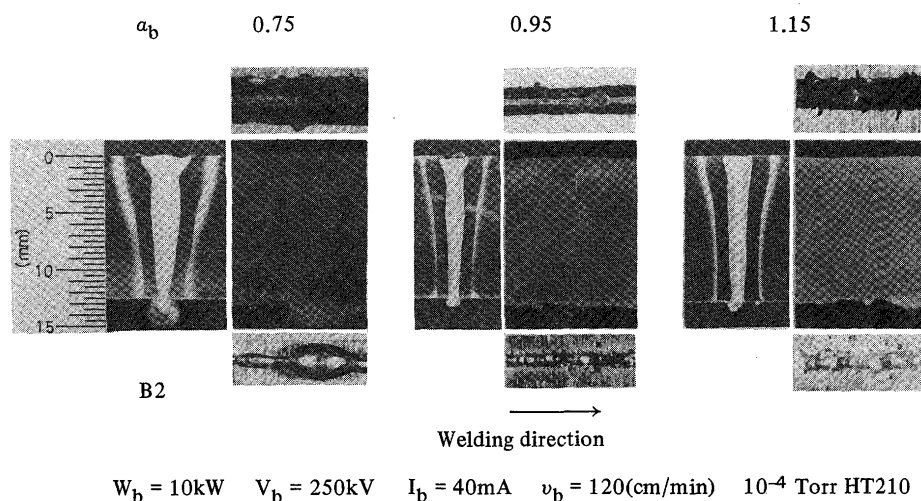 a_b 0.75 0.95 1.15
0
5
(mm)
10
15
B2
Welding direction
W_b = 10kW V_b = 250kV I_b = 40mA υ_b = 120(cm/min) 10⁻⁴ Torr HT210